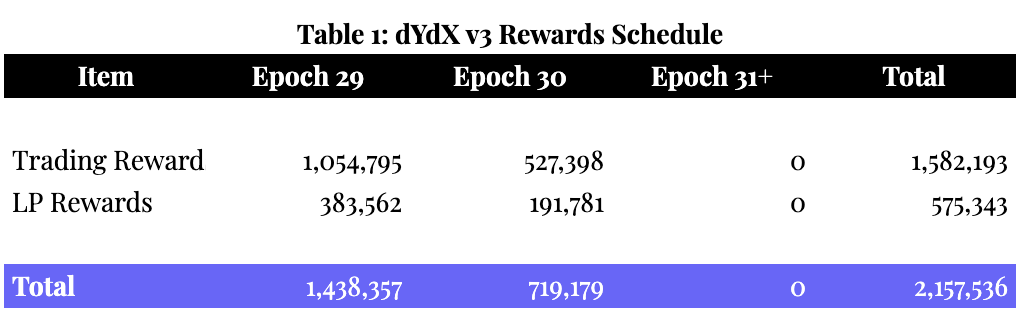 Table 1: dYdX v3 Rewards Schedule
Item Epoch 29 Epoch 30 Epoch 31+ Total
Trading Reward 1,054,795 527,398 0 1,582,193
LP Rewards 383,562 191,781 0 575,343
Total 1,438,357 719,179 0 2,157,536